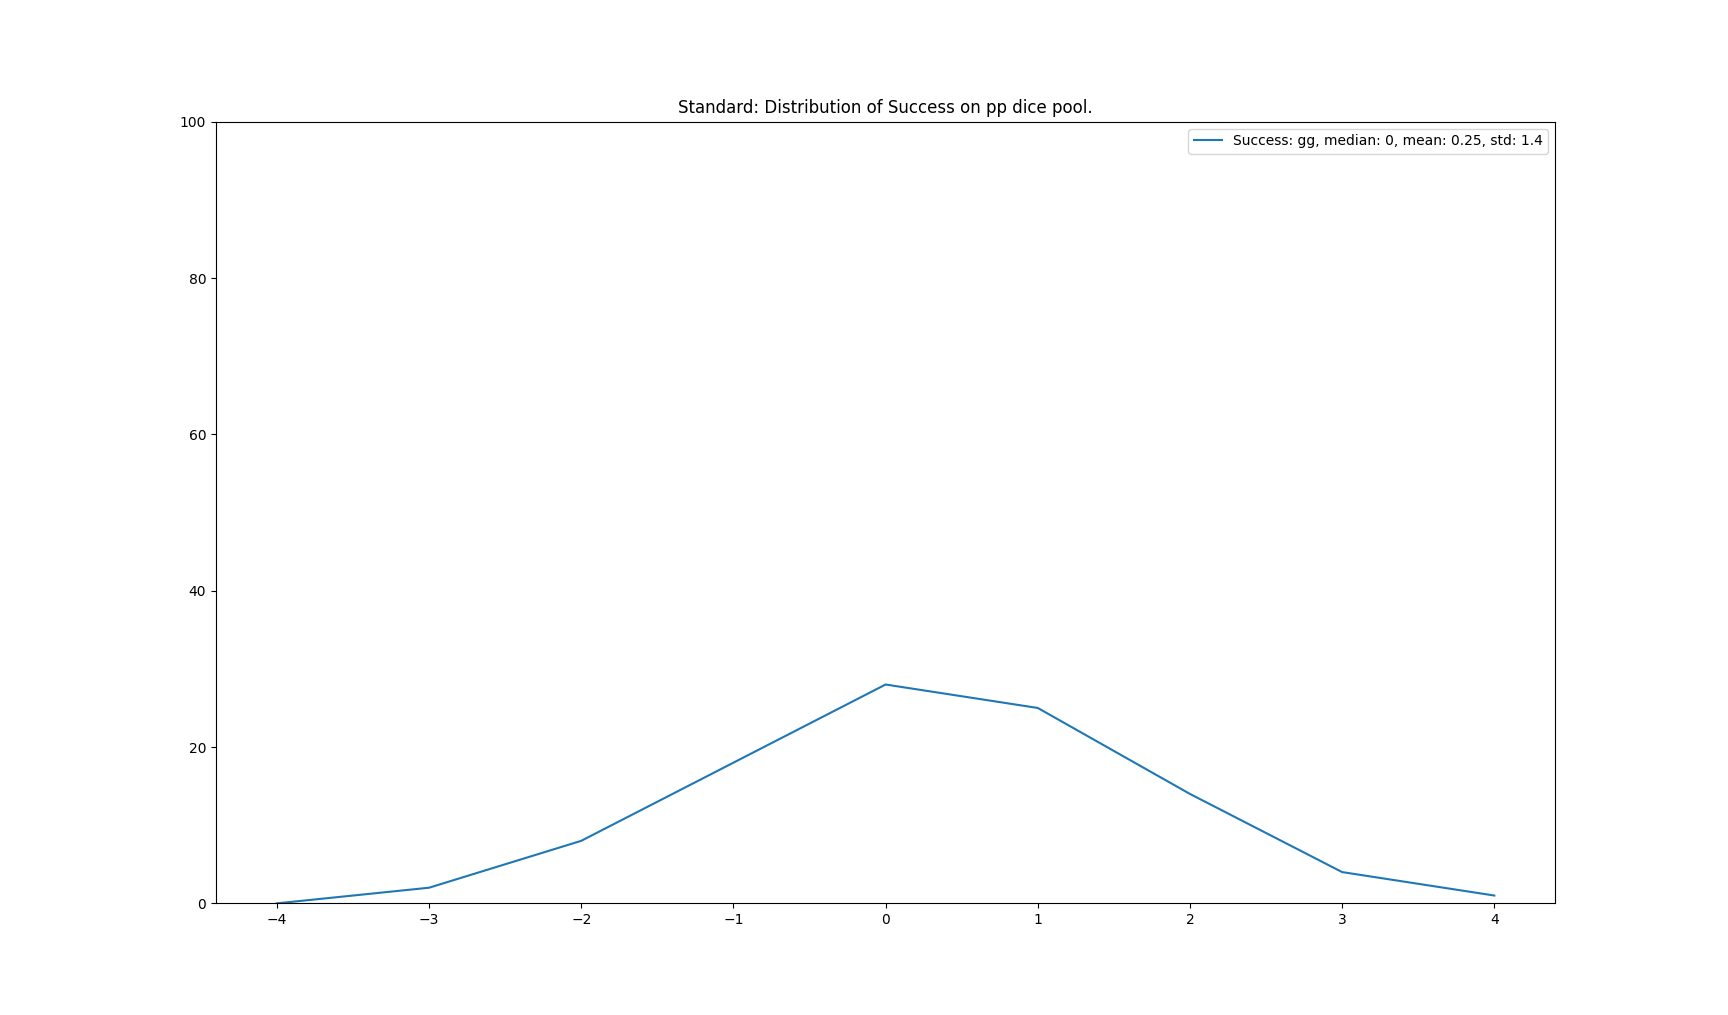 Standard: Distribution of Success on pp dice pool.
Success: gg, median: 0, mean: 0.25, std: 1.4
100
80
60
40
20
0
−4 −3 −2 −1 0 1 2 3 4